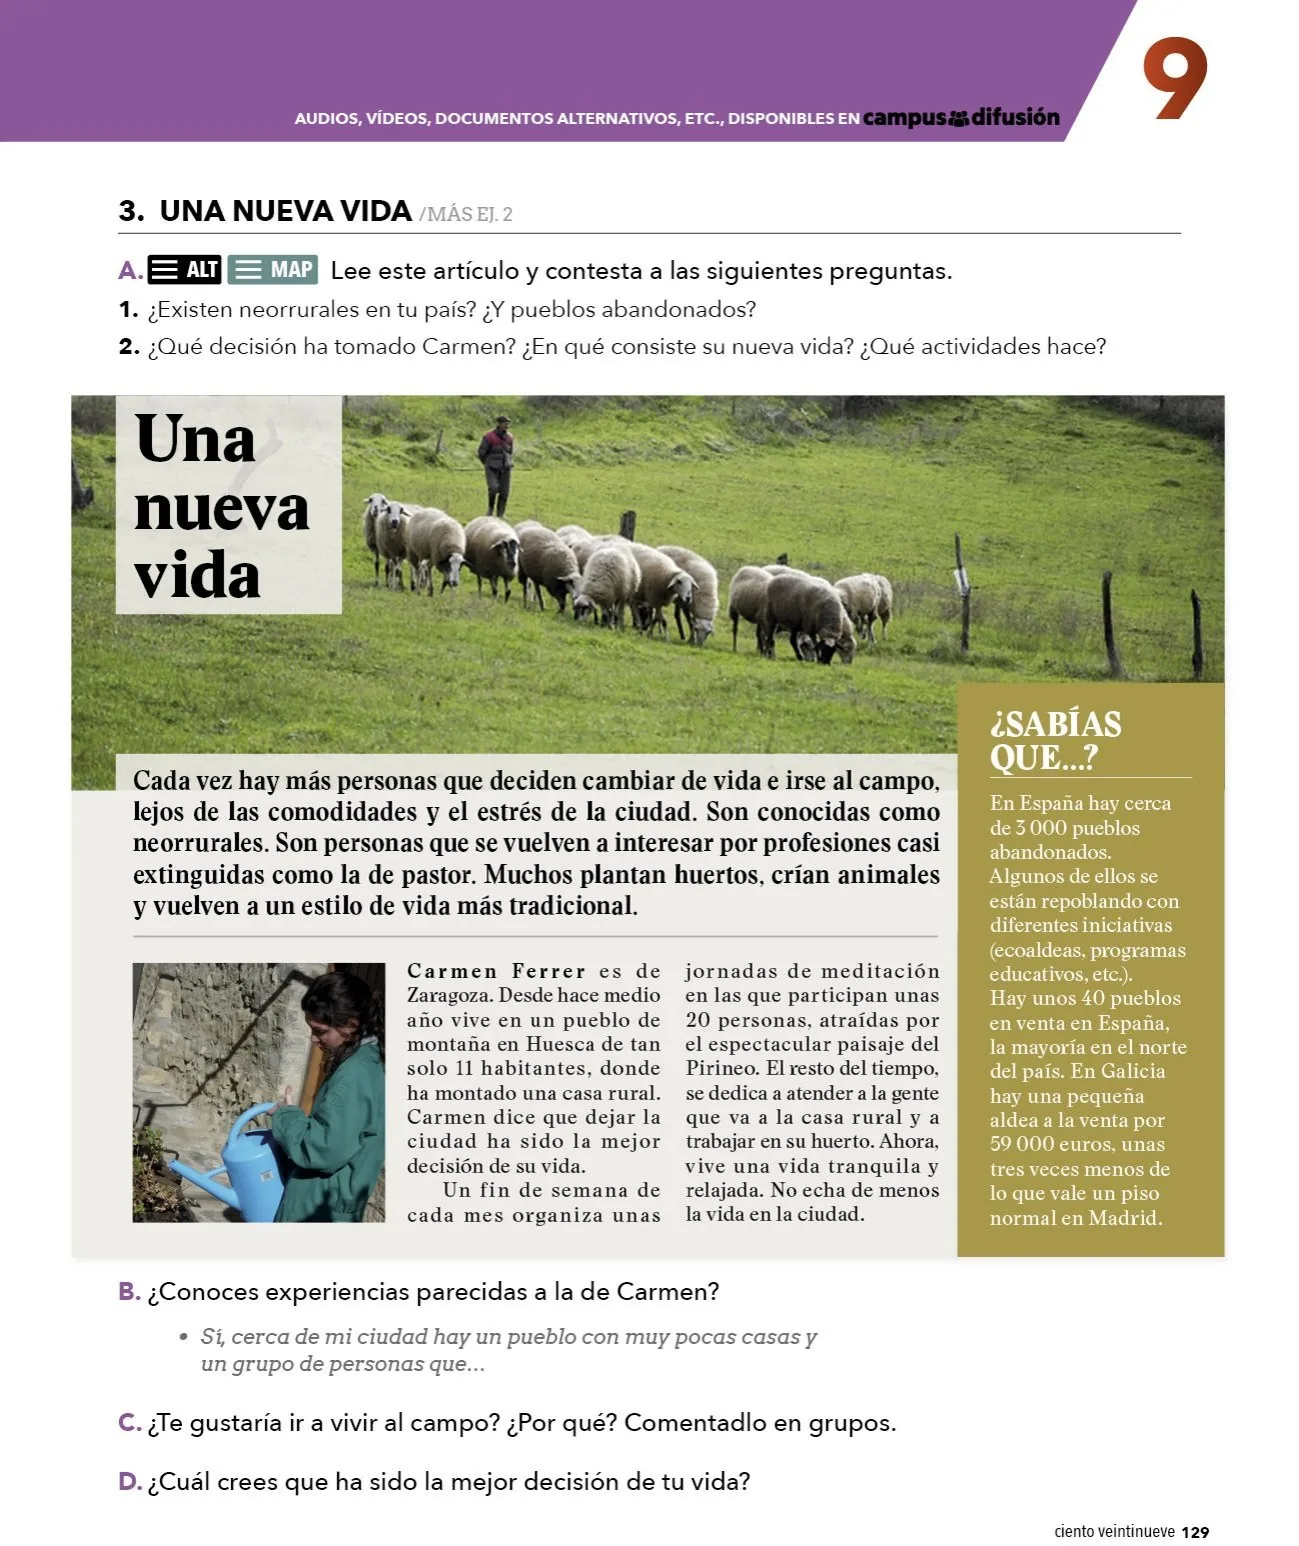 AUDIOS, VÍDEOS, DOCUMENTOS ALTERNATIVOS, ETC., DISPONIBLES EN campus difusión
9
3. UNA NUEVA VIDA /MÁS EJ. 2
A. ALT MAP Lee este artículo y contesta a las siguientes preguntas.
1. ¿Existen neorrurales en tu país? ¿Y pueblos abandonados?
2. ¿Qué decisión ha tomado Carmen? ¿En qué consiste su nueva vida? ¿Qué actividades hace?
Una
nueva
vida
Cada vez hay más personas que deciden cambiar de vida e irse al campo,
lejos de las comodidades y el estrés de la ciudad. Son conocidas como
neorrurales. Son personas que se vuelven a interesar por profesiones casi
extinguidas como la de pastor. Muchos plantan huertos, crían animales
y vuelven a un estilo de vida más tradicional.
Carmen Ferrer es de
Zaragoza. Desde hace medio
año vive en un pueblo de
montaña en Huesca de tan
solo 11 habitantes, donde
ha montado una casa rural.
Carmen dice que dejar la
ciudad ha sido la mejor
decisión de su vida.
Un fin de semana de
cada mes organiza unas
jornadas de meditación
en las que participan unas
20 personas, atraídas por
el espectacular paisaje del
Pirineo. El resto del tiempo,
se dedica a atender a la gente
que va a la casa rural y a
trabajar en su huerto. Ahora,
vive una vida tranquila y
relajada. No echa de menos
la vida en la ciudad.
¿SABÍAS
QUE...?
En España hay cerca
de 3 000 pueblos
abandonados.
Algunos de ellos se
están repoblando con
diferentes iniciativas
(ecoaldeas, programas
educativos, etc.).
Hay unos 40 pueblos
en venta en España,
la mayoría en el norte
del país. En Galicia
hay una pequeña
aldea a la venta por
59 000 euros, unas
tres veces menos de
lo que vale un piso
normal en Madrid.
B. ¿Conoces experiencias parecidas a la de Carmen?
• Sí, cerca de mi ciudad hay un pueblo con muy pocas casas y
un grupo de personas que...
C. ¿Te gustaría ir a vivir al campo? ¿Por qué? Comentadlo en grupos.
D. ¿Cuál crees que ha sido la mejor decisión de tu vida?
ciento veintinueve 129